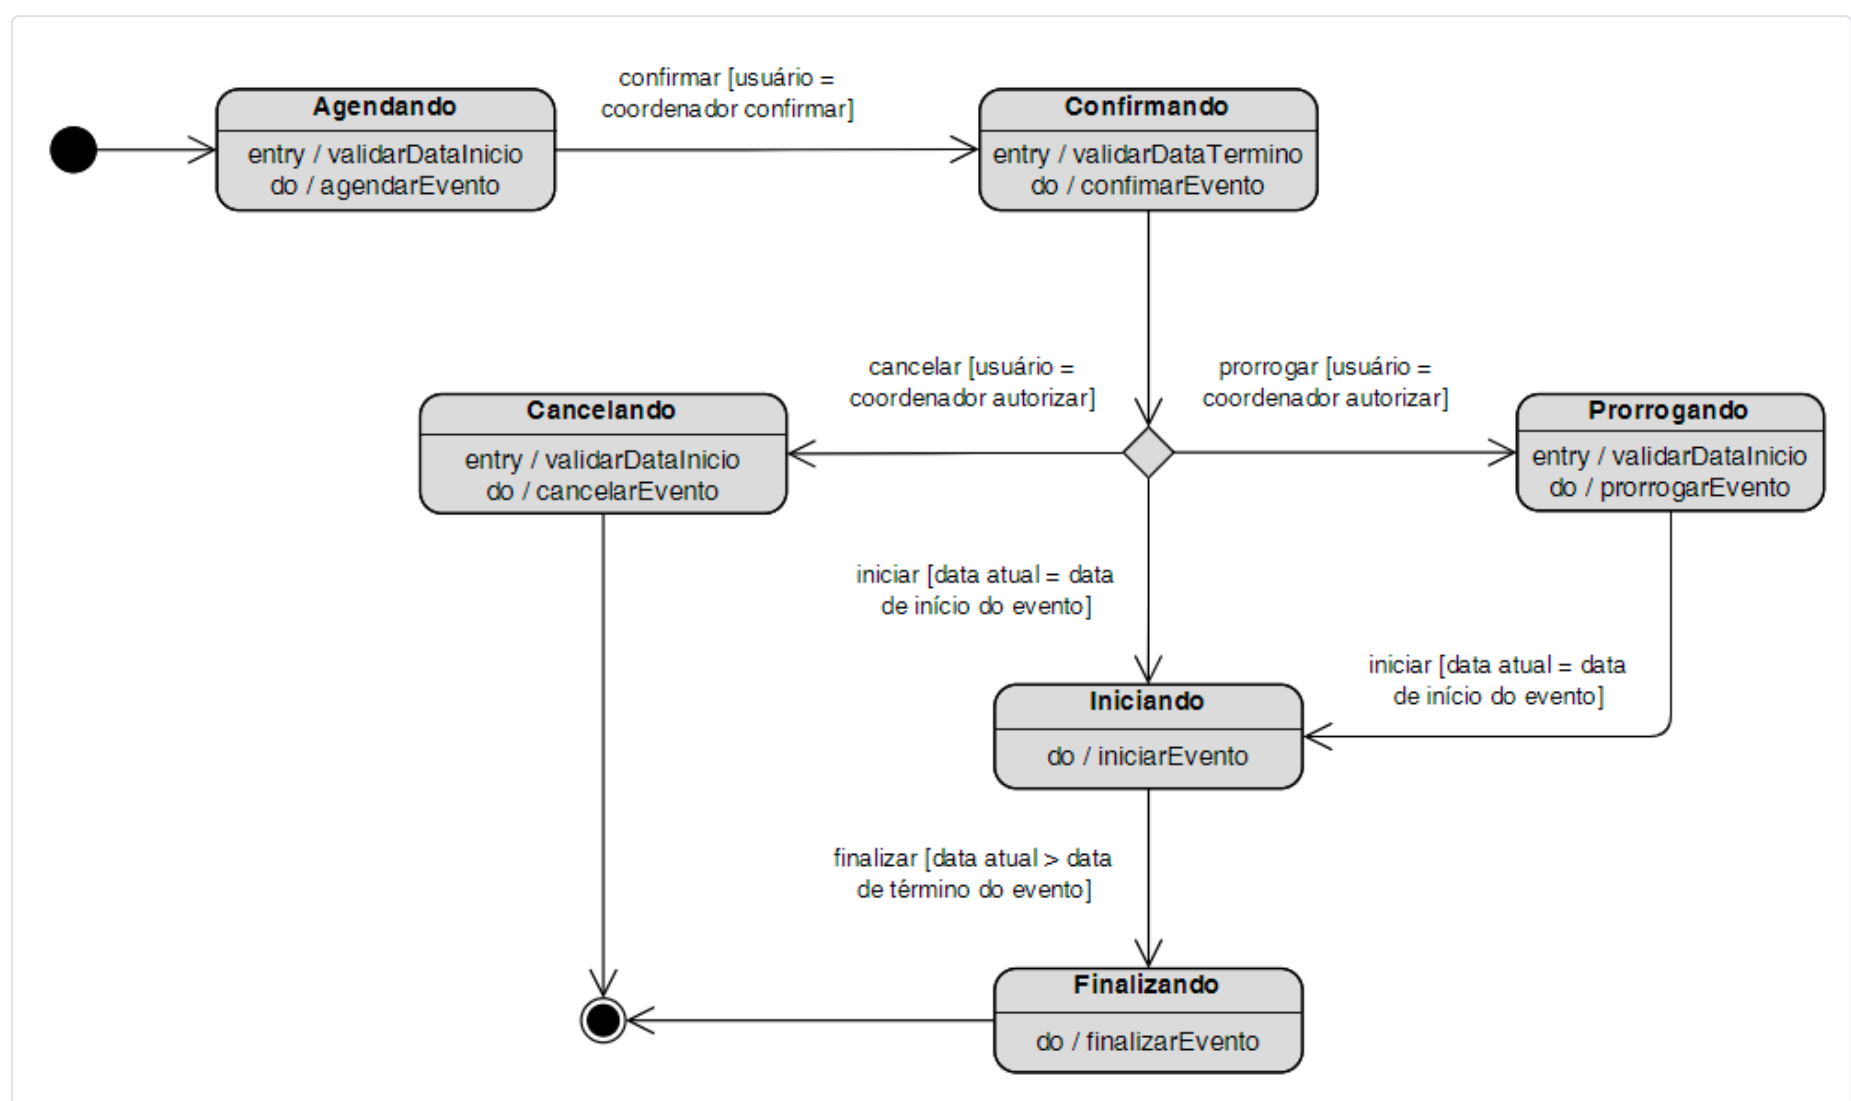 confirmar [usuário =
coordenador confirmar]
Agendando
entry / validarDataInicio
do / agendarEvento
Confirmando
entry / validarDataTermino
do / confimarEvento
cancelar [usuário =
coordenador autorizar]
prorrogar [usuário =
coordenador autorizar]
Cancelando
entry / validarDataInicio
do / cancelarEvento
Prorrogando
entry / validarDataInicio
do / prorrogarEvento
iniciar [data atual = data
de início do evento]
iniciar [data atual = data
de início do evento]
Iniciando
do / iniciarEvento
finalizar [data atual > data
de término do evento]
Finalizando
do / finalizarEvento